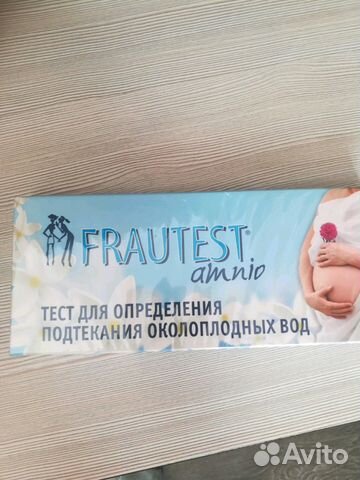 FRAUTEST®
amnio
ТЕСТ ДЛЯ ОПРЕДЕЛЕНИЯ
ПОДТЕКАНИЯ ОКОЛОПЛОДНЫХ ВОД
Avito